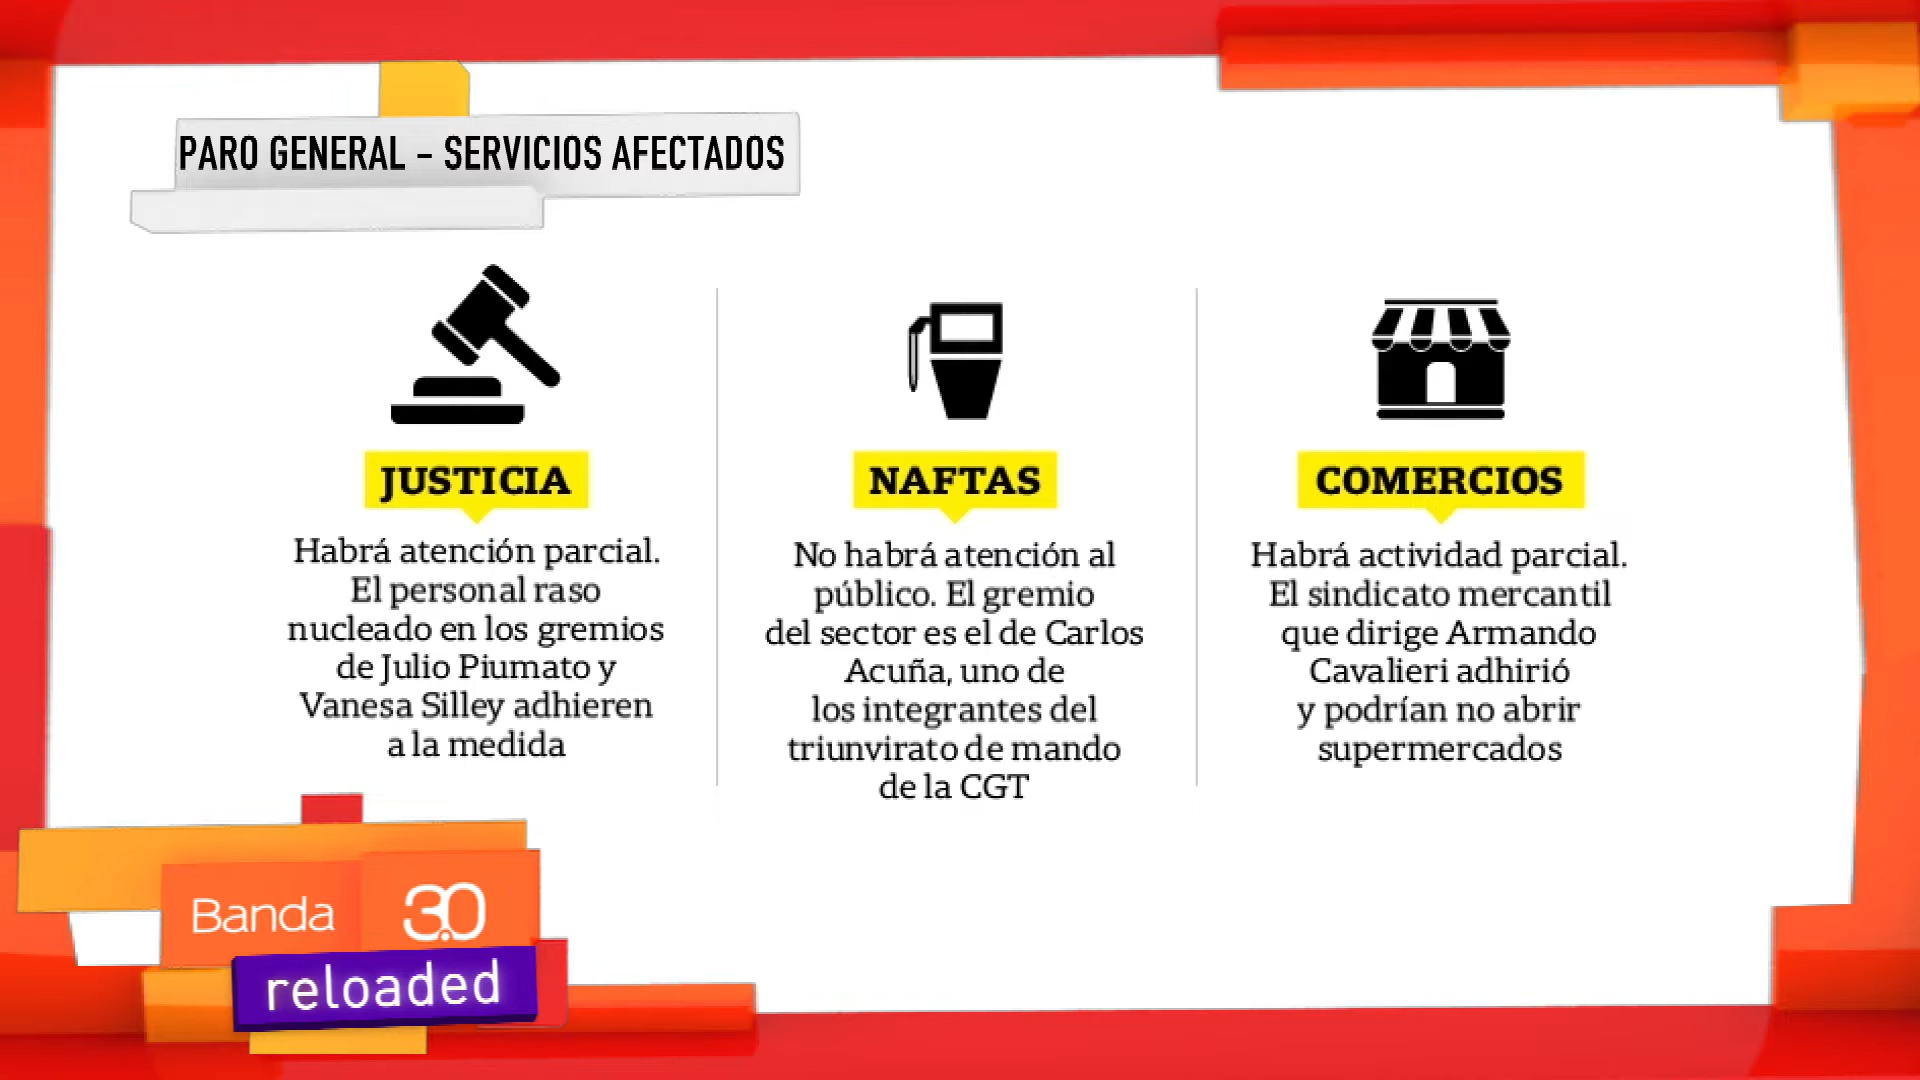 PARO GENERAL - SERVICIOS AFECTADOS
JUSTICIA
Habrá atención parcial.
El personal raso
nucleado en los gremios
de Julio Piumato y
Vanesa Silley adhieren
a la medida
NAFTAS
No habrá atención al
público. El gremio
del sector es el de Carlos
Acuña, uno de
los integrantes del
triunvirato de mando
de la CGT
COMERCIOS
Habrá actividad parcial.
El sindicato mercantil
que dirige Armando
Cavalieri adhirió
y podrían no abrir
supermercados
Banda 3.0
reloaded